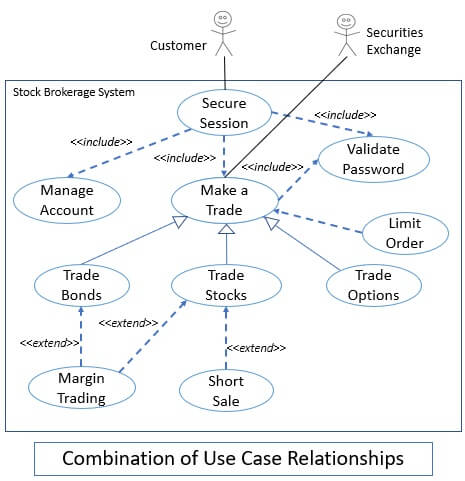 Customer
Securities
Exchange
Stock Brokerage System
Secure
Session
<<include>>
<<include>>
<<include>>
<<include>>
Validate
Password
Manage
Account
Make a
Trade
Limit
Order
Trade
Bonds
Trade
Stocks
Trade
Options
<<extend>>
<<extend>>
<<extend>>
Margin
Trading
Short
Sale
Combination of Use Case Relationships